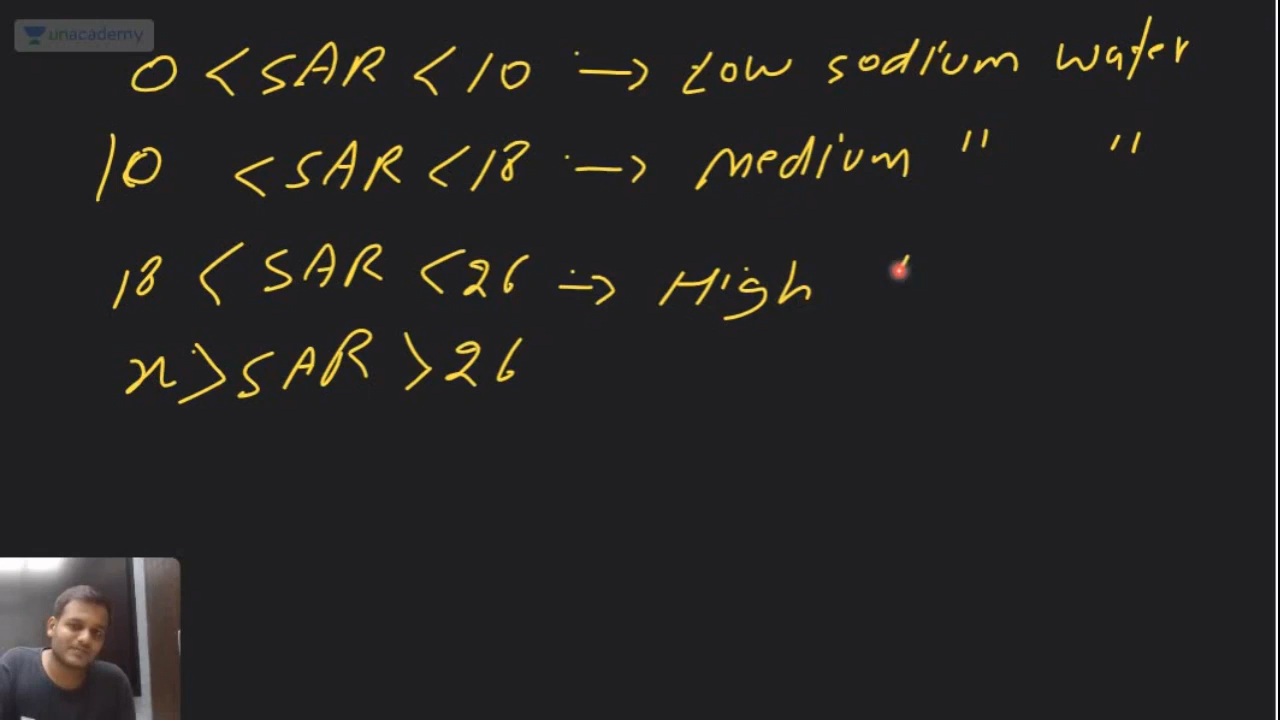 unacademy
0 < SAR < 10 → Low sodium water
10 < SAR < 18 → medium " "
18 < SAR < 26 → High '
x > SAR > 26